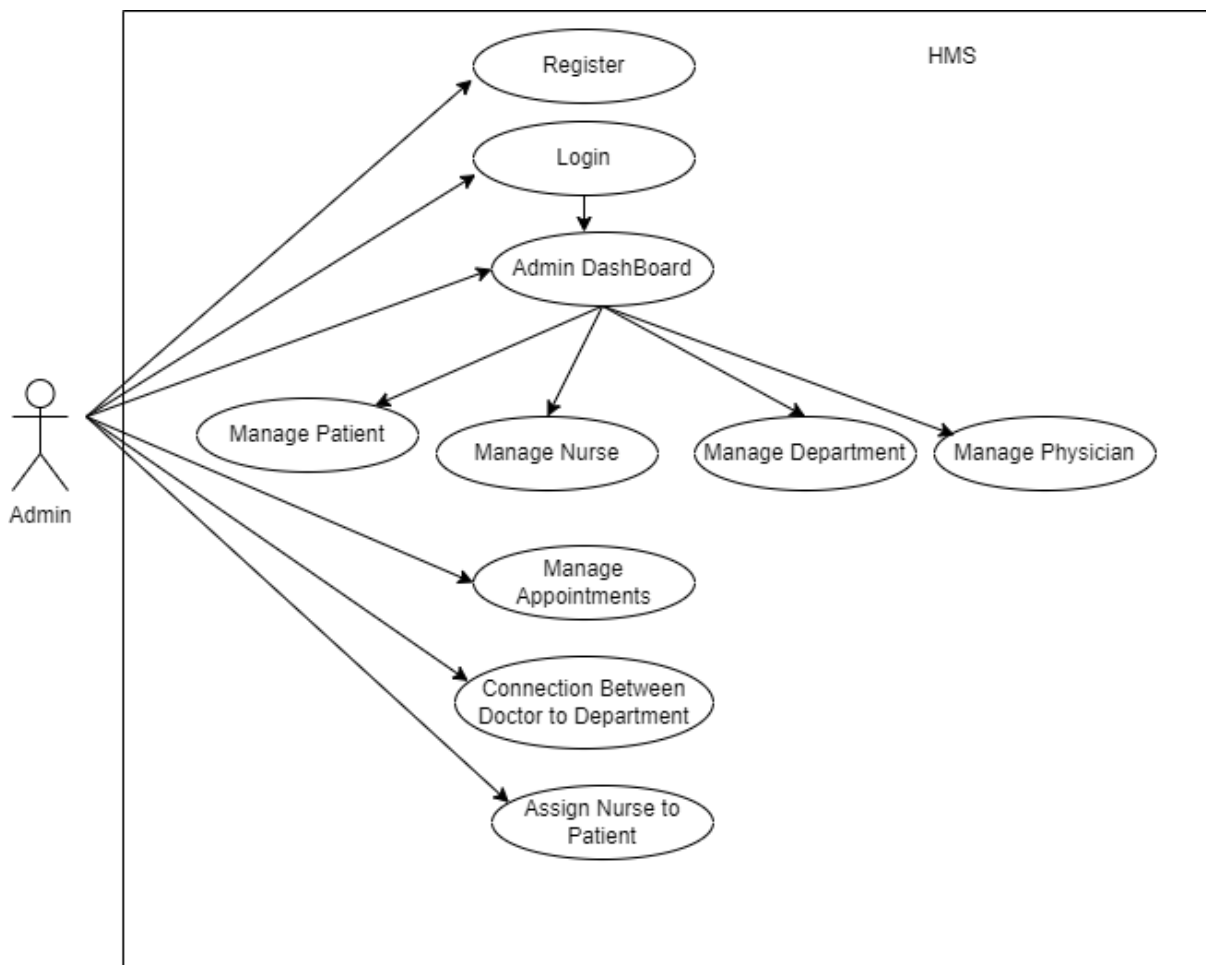 HMS
Register
Login
Admin DashBoard
Manage Patient
Manage Nurse
Manage Department
Manage Physician
Admin
Manage
Appointments
Connection Between
Doctor to Department
Assign Nurse to
Patient